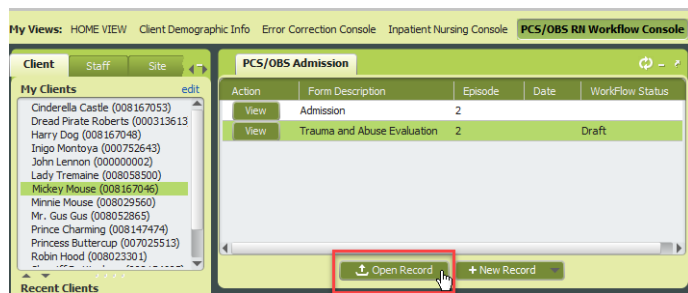 My Views: HOME VIEW Client Demographic Info Error Correction Console Inpatient Nursing Console PCS/OBS RN Workflow Console
Client Staff Site
My Clients edit
Cinderella Castle (008167053)
Dread Pirate Roberts (000313613
Harry Dog (008167048)
Inigo Montoya (000752643)
John Lennon (000000002)
Lady Tremaine (008058500)
Mickey Mouse (008167046)
Minnie Mouse (008029560)
Mr. Gus Gus (008052865)
Prince Charming (008147474)
Princess Buttercup (007025513)
Robin Hood (008023301)
Recent Clients
PCS/OBS Admission
Action Form Description Episode Date WorkFlow Status
View Admission 2
View Trauma and Abuse Evaluation 2 Draft
Open Record + New Record